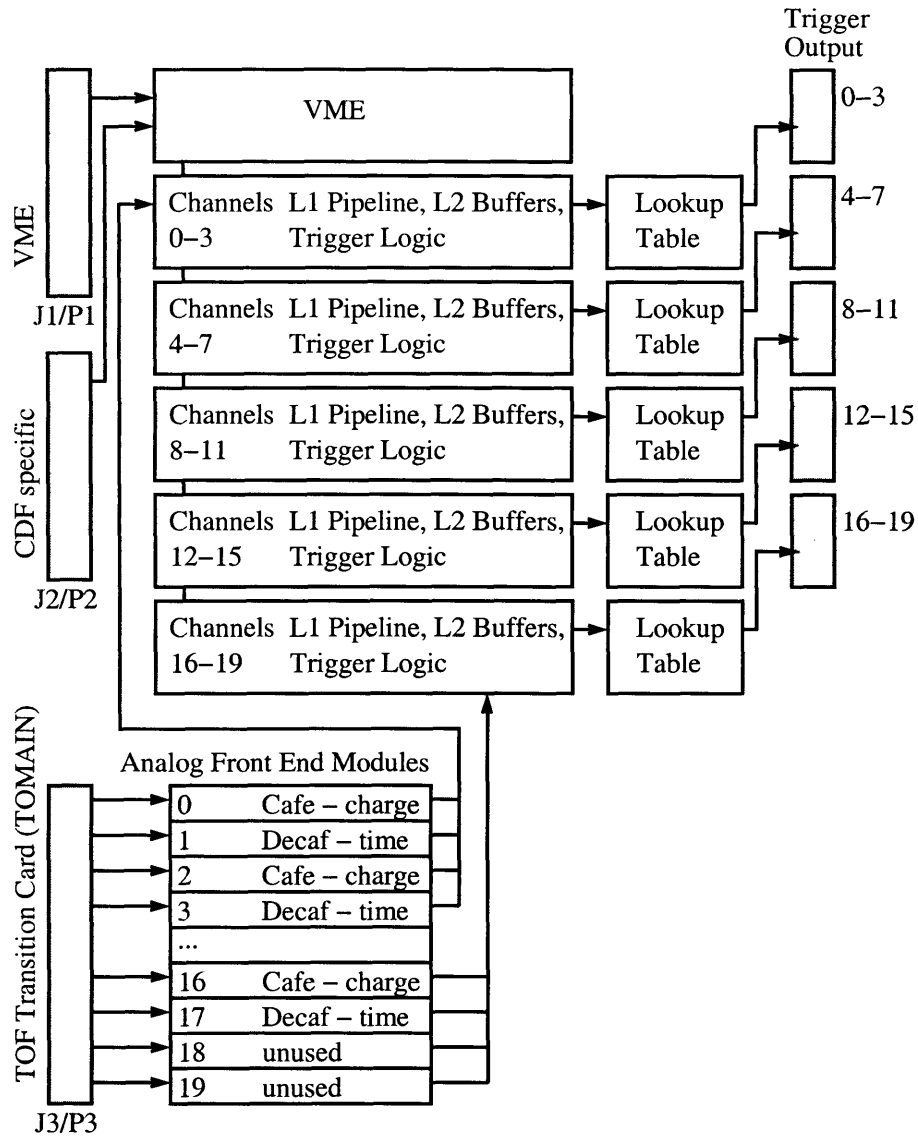 Trigger
Output
0–3
4–7
8–11
12–15
16–19
VME
J1/P1
CDF specific
J2/P2
TOF Transition Card (TOMAIN)
J3/P3
VME
Channels L1 Pipeline, L2 Buffers,
0–3 Trigger Logic
Lookup
Table
Channels L1 Pipeline, L2 Buffers,
4–7 Trigger Logic
Lookup
Table
Channels L1 Pipeline, L2 Buffers,
8–11 Trigger Logic
Lookup
Table
Channels L1 Pipeline, L2 Buffers,
12–15 Trigger Logic
Lookup
Table
Channels L1 Pipeline, L2 Buffers,
16–19 Trigger Logic
Lookup
Table
Analog Front End Modules
0 Cafe – charge
1 Decaf – time
2 Cafe – charge
3 Decaf – time
...
16 Cafe – charge
17 Decaf – time
18 unused
19 unused